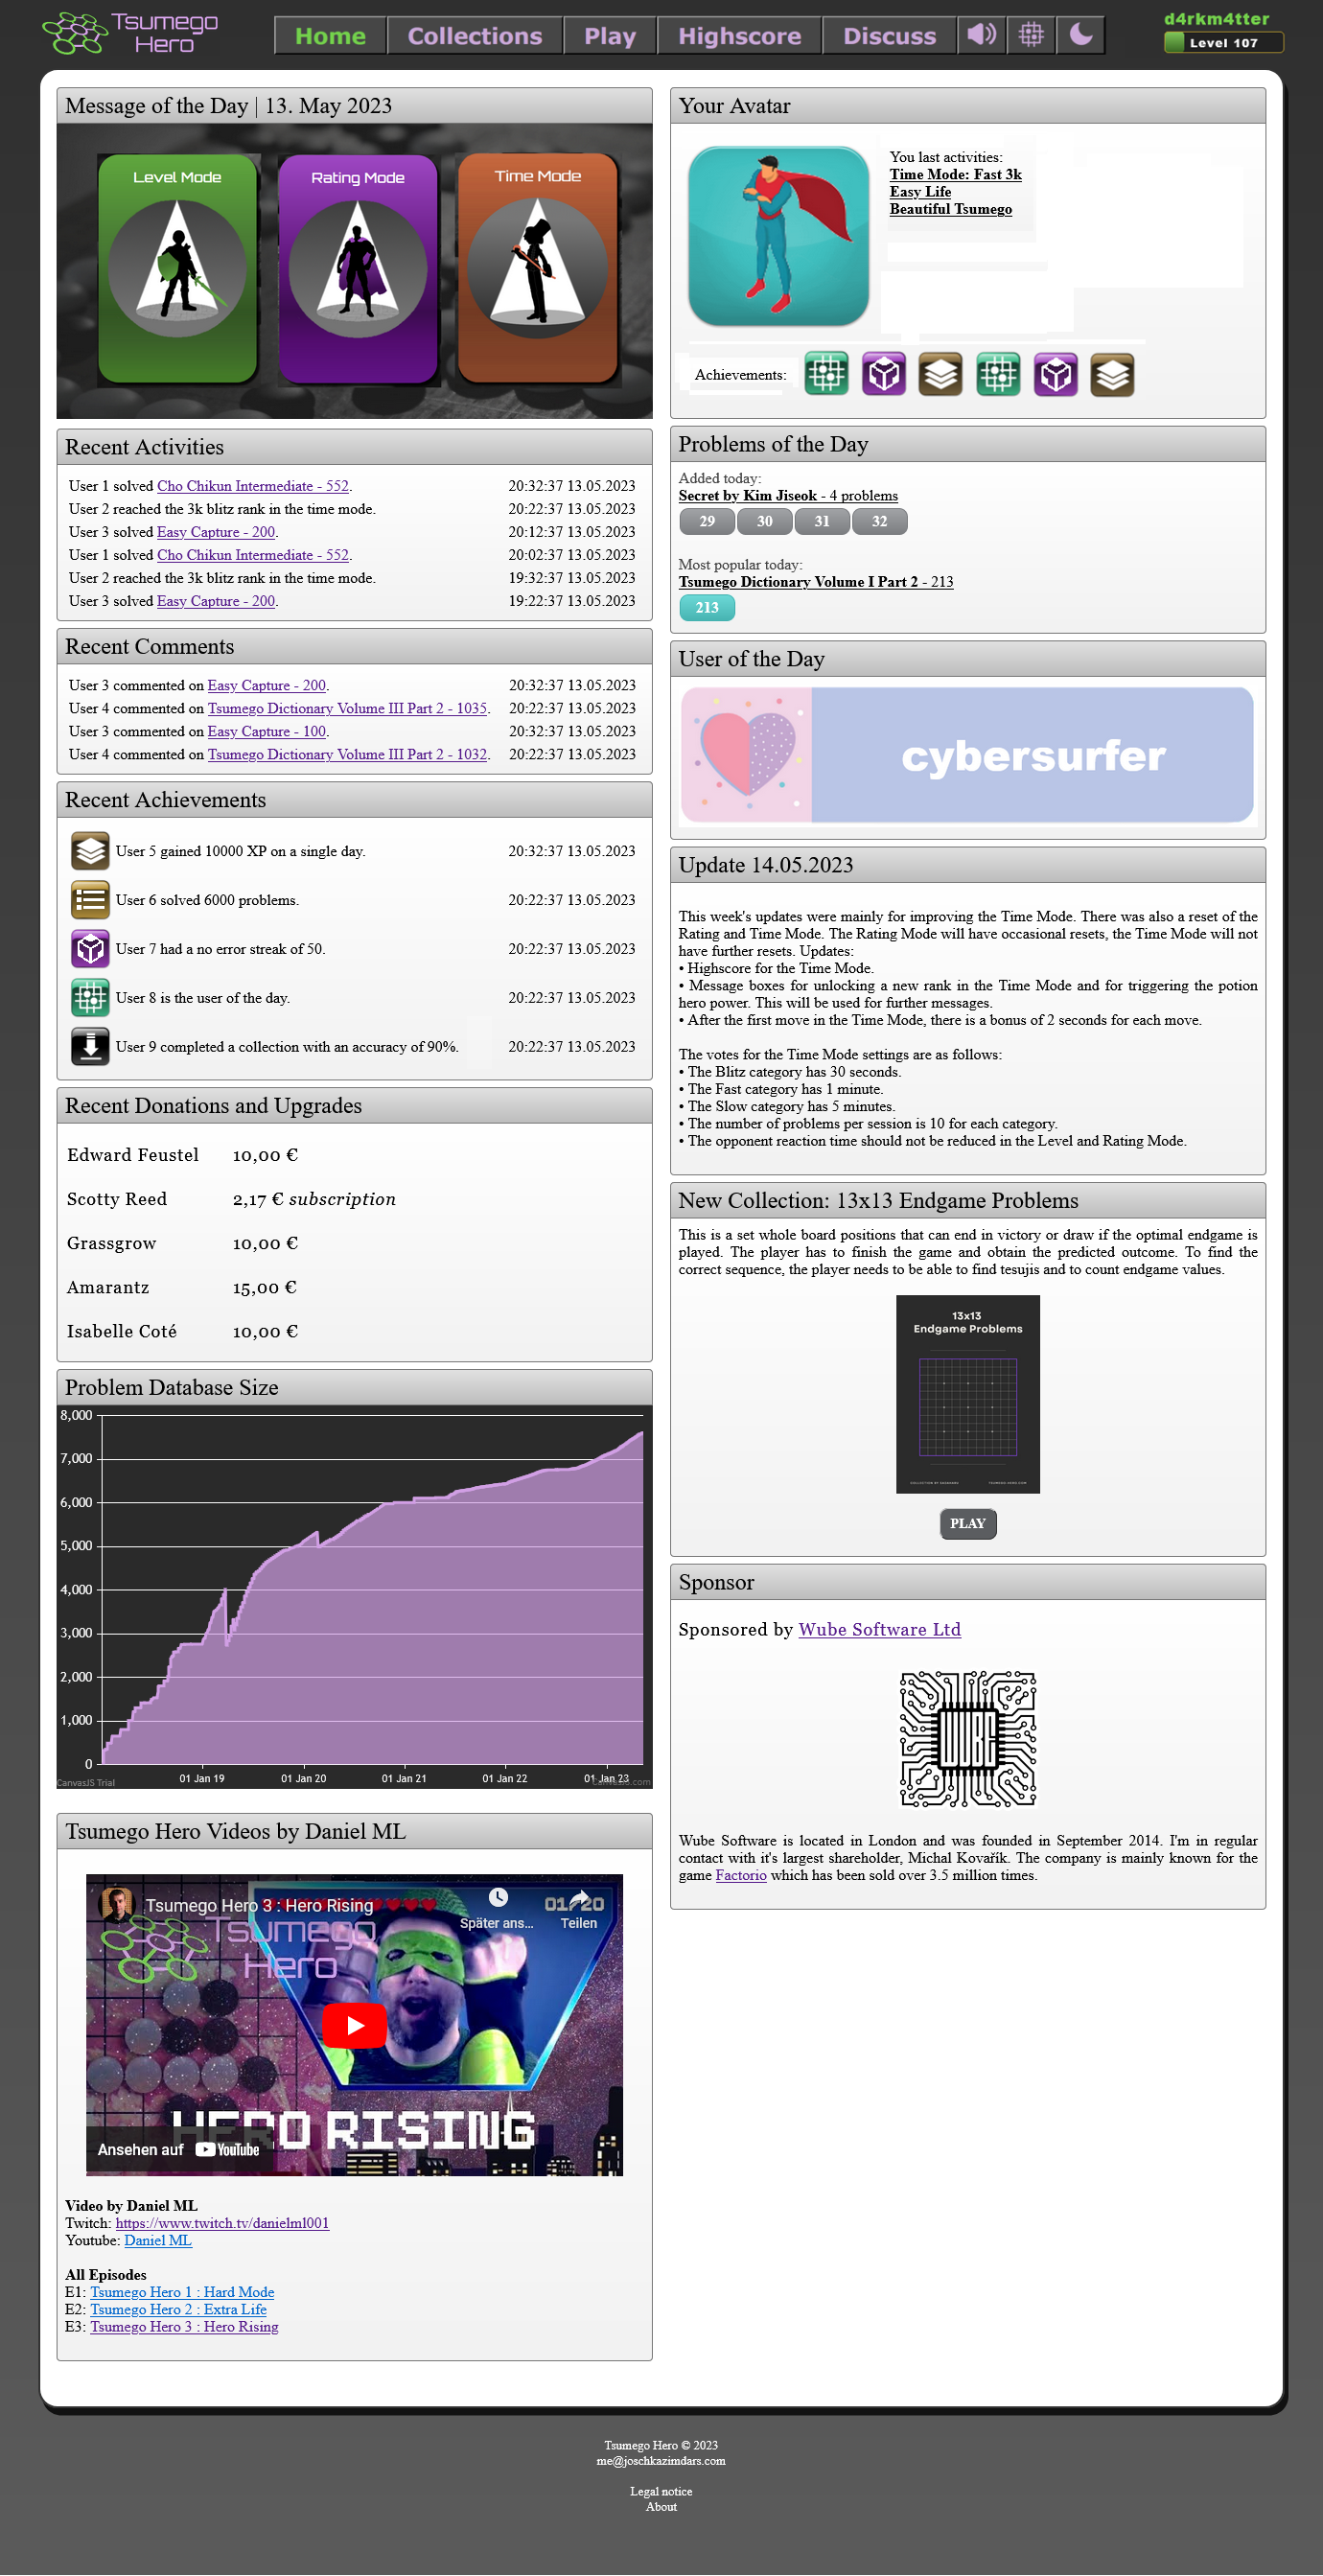 Tsumego
Hero
Home
Collections
Play
Highscore
Discuss
d4rkm4tter
Level 107
Message of the Day | 13. May 2023
Level Mode
Rating Mode
Time Mode
Recent Activities
User 1 solved Cho Chikun Intermediate - 552. 20:32:37 13.05.2023
User 2 reached the 3k blitz rank in the time mode. 20:22:37 13.05.2023
User 3 solved Easy Capture - 200. 20:12:37 13.05.2023
User 1 solved Cho Chikun Intermediate - 552. 20:02:37 13.05.2023
User 2 reached the 3k blitz rank in the time mode. 19:32:37 13.05.2023
User 3 solved Easy Capture - 200. 19:22:37 13.05.2023
Recent Comments
User 3 commented on Easy Capture - 200. 20:32:37 13.05.2023
User 4 commented on Tsumego Dictionary Volume III Part 2 - 1035. 20:22:37 13.05.2023
User 3 commented on Easy Capture - 100. 20:32:37 13.05.2023
User 4 commented on Tsumego Dictionary Volume III Part 2 - 1032. 20:22:37 13.05.2023
Recent Achievements
User 5 gained 10000 XP on a single day. 20:32:37 13.05.2023
User 6 solved 6000 problems. 20:22:37 13.05.2023
User 7 had a no error streak of 50. 20:22:37 13.05.2023
User 8 is the user of the day. 20:22:37 13.05.2023
User 9 completed a collection with an accuracy of 90%. 20:22:37 13.05.2023
Recent Donations and Upgrades
Edward Feustel 10,00 €
Scotty Reed 2,17 € subscription
Grassgrow 10,00 €
Amarantz 15,00 €
Isabelle Coté 10,00 €
Problem Database Size
8,000
7,000
6,000
5,000
4,000
3,000
2,000
1,000
0
01 Jan 19 01 Jan 20 01 Jan 21 01 Jan 22 01 Jan 23
CanvasJS Trial
CanvasJS.com
Tsumego Hero Videos by Daniel ML
Tsumego Hero 3 : Hero Rising
Später ans...
Teilen
01/20
Tsumego
Hero
HERO RISING
Ansehen auf YouTube
Video by Daniel ML
Twitch: https://www.twitch.tv/danielml001
Youtube: Daniel ML
All Episodes
E1: Tsumego Hero 1 : Hard Mode
E2: Tsumego Hero 2 : Extra Life
E3: Tsumego Hero 3 : Hero Rising
Your Avatar
You last activities:
Time Mode: Fast 3k
Easy Life
Beautiful Tsumego
Achievements:
Problems of the Day
Added today:
Secret by Kim Jiseok - 4 problems
29 30 31 32
Most popular today:
Tsumego Dictionary Volume I Part 2 - 213
213
User of the Day
cybersurfer
Update 14.05.2023
This week's updates were mainly for improving the Time Mode. There was also a reset of the
Rating and Time Mode. The Rating Mode will have occasional resets, the Time Mode will not
have further resets. Updates:
• Highscore for the Time Mode.
• Message boxes for unlocking a new rank in the Time Mode and for triggering the potion
hero power. This will be used for further messages.
• After the first move in the Time Mode, there is a bonus of 2 seconds for each move.
The votes for the Time Mode settings are as follows:
• The Blitz category has 30 seconds.
• The Fast category has 1 minute.
• The Slow category has 5 minutes.
• The number of problems per session is 10 for each category.
• The opponent reaction time should not be reduced in the Level and Rating Mode.
New Collection: 13x13 Endgame Problems
This is a set whole board positions that can end in victory or draw if the optimal endgame is
played. The player has to finish the game and obtain the predicted outcome. To find the
correct sequence, the player needs to be able to find tesujis and to count endgame values.
13x13
Endgame Problems
PLAY
Sponsor
Sponsored by Wube Software Ltd
WUBE
Wube Software is located in London and was founded in September 2014. I'm in regular
contact with it's largest shareholder, Michal Kovařík. The company is mainly known for the
game Factorio which has been sold over 3.5 million times.
Tsumego Hero © 2023
me@joschkazimdars.com
Legal notice
About